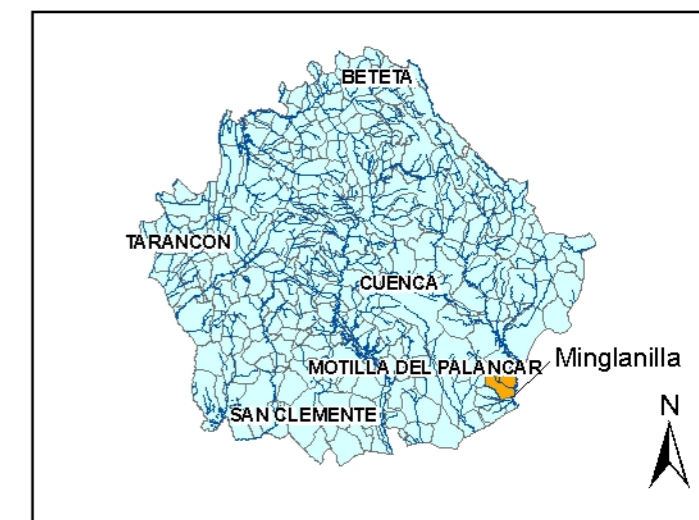 BETETA
TARANCON
CUENCA
MOTILLA DEL PALANCAR
Minglanilla
SAN CLEMENTE
N